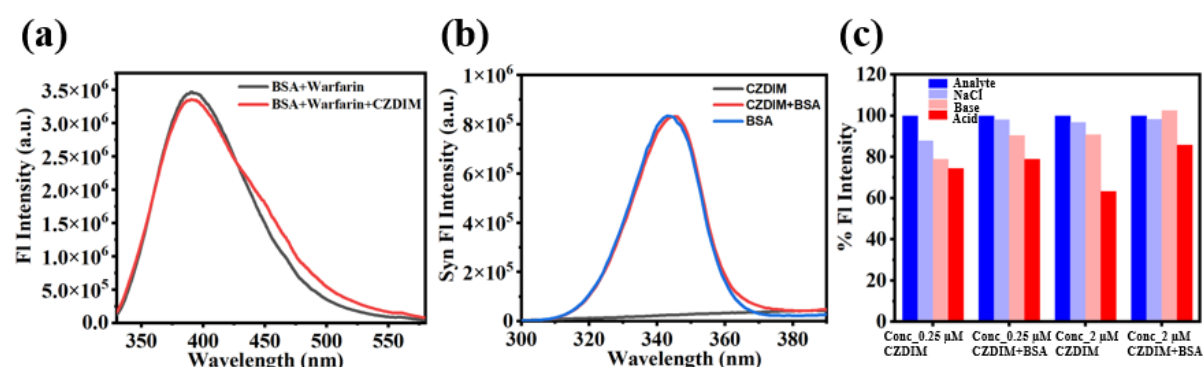 (a)
Fl Intensity (a.u.)
3.5×10⁶
3.0×10⁶
2.5×10⁶
2.0×10⁶
1.5×10⁶
1.0×10⁶
5.0×10⁵
0.0
BSA+Warfarin
BSA+Warfarin+CZDIM
350 400 450 500 550
Wavelength (nm)
(b)
Syn Fl Intensity (a.u.)
1×10⁶
8×10⁵
6×10⁵
4×10⁵
2×10⁵
0
CZDIM
CZDIM+BSA
BSA
300 320 340 360 380
Wavelength (nm)
(c)
% Fl Intensity
120
100
80
60
40
20
0
Analyte
NaCl
Base
Acid
Conc_0.25 µM
CZDIM
Conc_0.25 µM
CZDIM+BSA
Conc_2 µM
CZDIM
Conc_2 µM
CZDIM+BSA